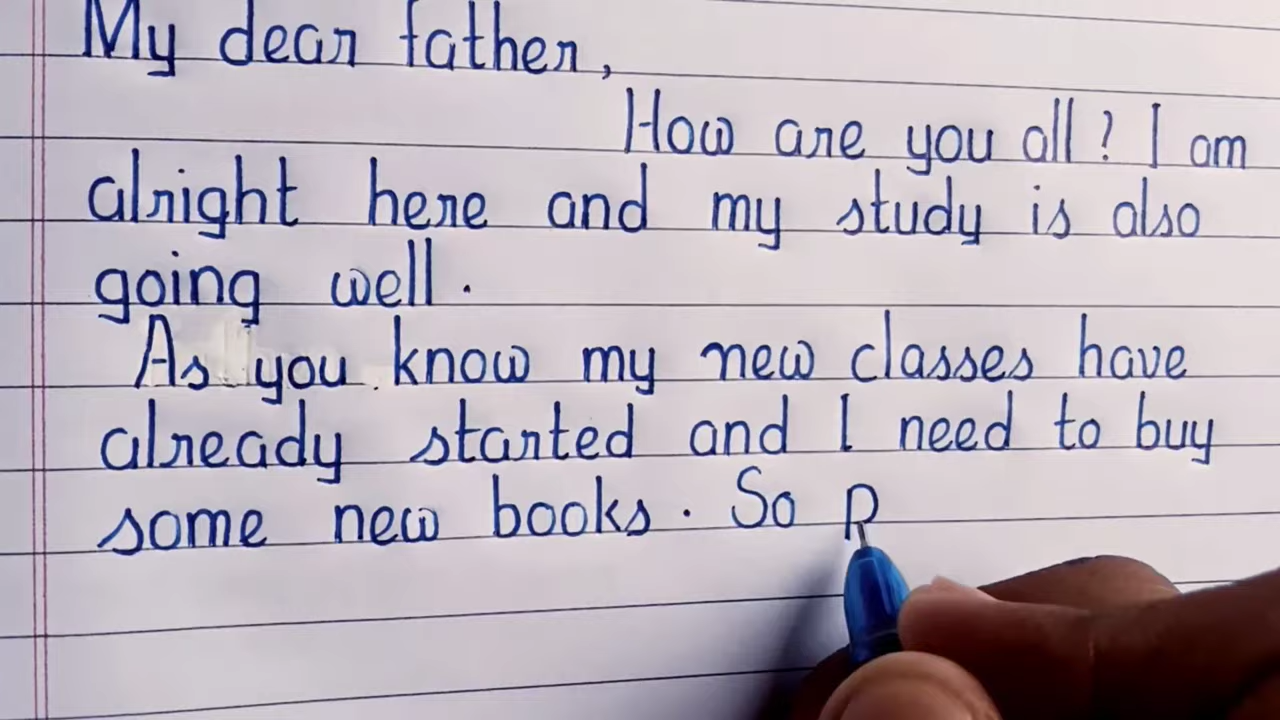 My dear father,
How are you all? I am
alright here and my study is also
going well.
As you know my new classes have
already started and I need to buy
some new books. So p